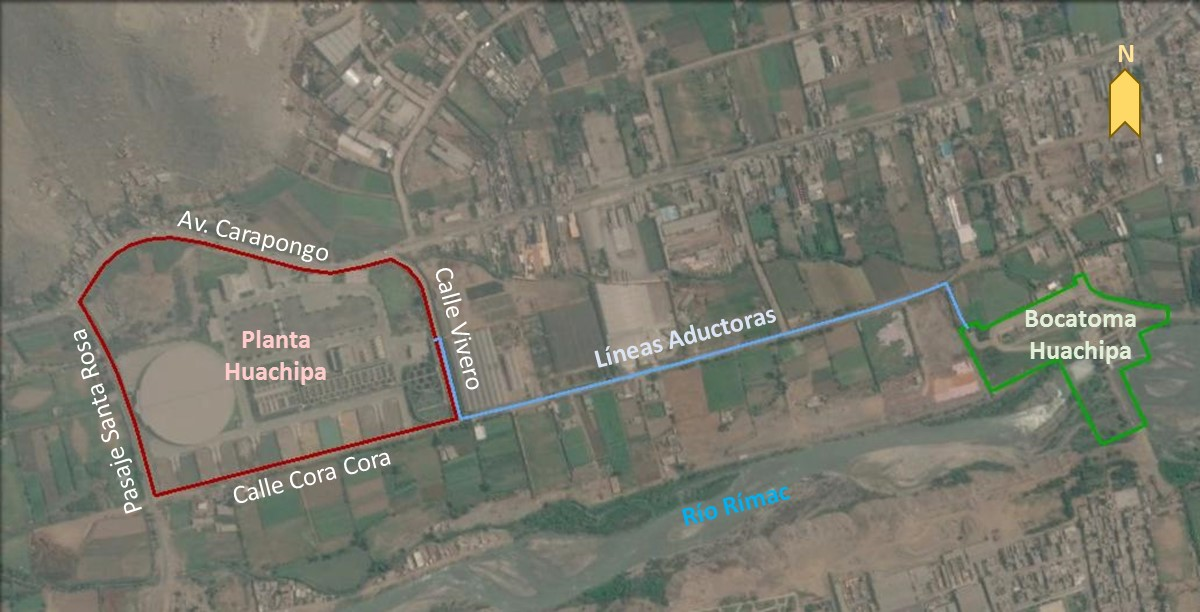 N
Av. Carapongo
Calle Vivero
Planta
Huachipa
Líneas Aductoras
Bocatoma
Huachipa
Pasaje Santa Rosa
Calle Cora Cora
Río Rímac